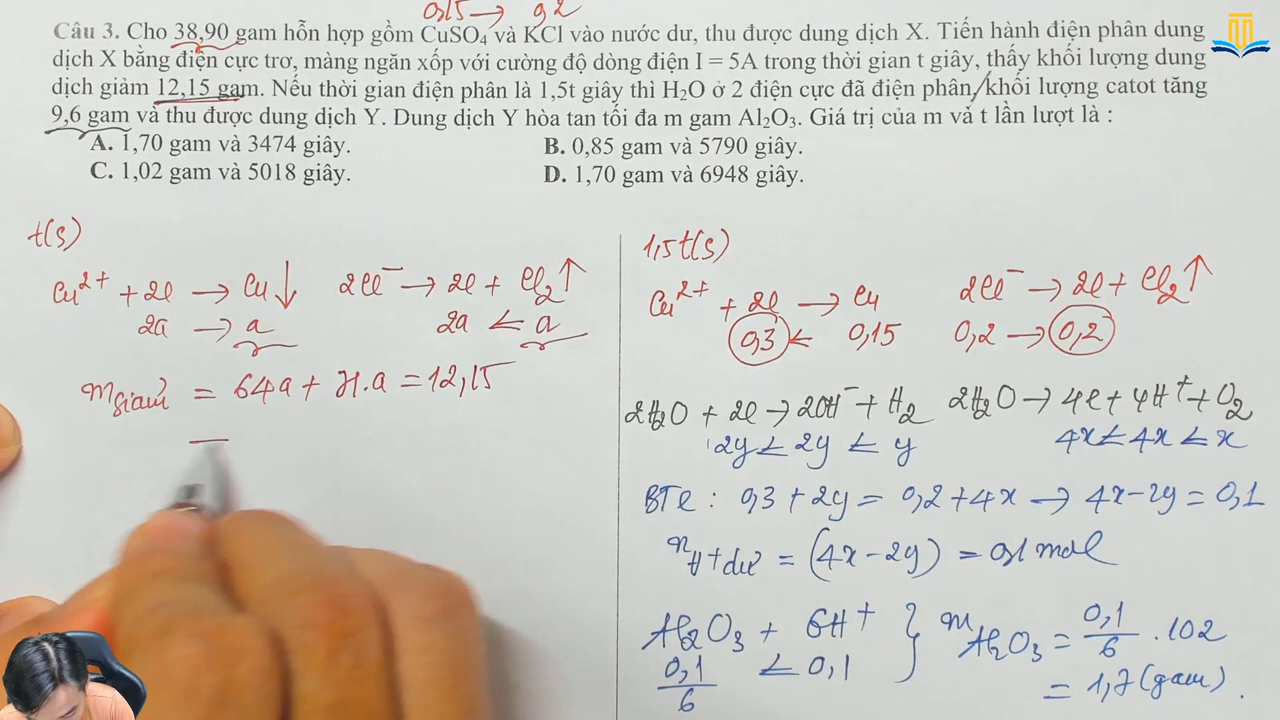 0,15 → 0,2
Câu 3. Cho 38,90 gam hỗn hợp gồm CuSO₄ và KCl vào nước dư, thu được dung dịch X. Tiến hành điện phân dung
dịch X bằng điện cực trơ, màng ngăn xốp với cường độ dòng điện I = 5A trong thời gian t giây, thấy khối lượng dung
dịch giảm 12,15 gam. Nếu thời gian điện phân là 1,5t giây thì H₂O ở 2 điện cực đã điện phân, khối lượng catot tăng
9,6 gam và thu được dung dịch Y. Dung dịch Y hòa tan tối đa m gam Al₂O₃. Giá trị của m và t lần lượt là :
A. 1,70 gam và 3474 giây. B. 0,85 gam và 5790 giây.
C. 1,02 gam và 5018 giây. D. 1,70 gam và 6948 giây.
t(s)
Cu²⁺ + 2e → Cu↓ 2Cl⁻ → 2e + Cl₂↑
2a → a 2a ← a
m giảm = 64a + 71.a = 12,15
1,5t(s)
Cu²⁺ + 2e → Cu 2Cl⁻ → 2e + Cl₂↑
0,3 ← 0,15 0,2 → 0,2
2H₂O + 2e → 2OH⁻ + H₂ 2H₂O → 4e + 4H⁺ + O₂
2y ← 2y ← y 4x ← 4x ← x
BTe : 0,3 + 2y = 0,2 + 4x → 4x - 2y = 0,1
nH⁺dư = (4x - 2y) = 0,1 mol
Al₂O₃ + 6H⁺ } mAl₂O₃ = 0,1/6 . 102
0,1/6 ← 0,1 = 1,7 (gam).